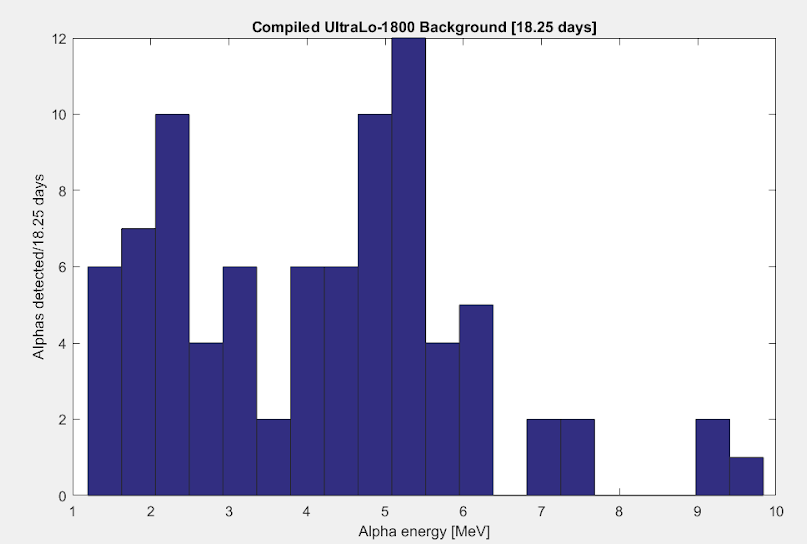 Compiled UltraLo-1800 Background [18.25 days]
12
10
8
6
4
2
0
Alphas detected/18.25 days
1 2 3 4 5 6 7 8 9 10
Alpha energy [MeV]